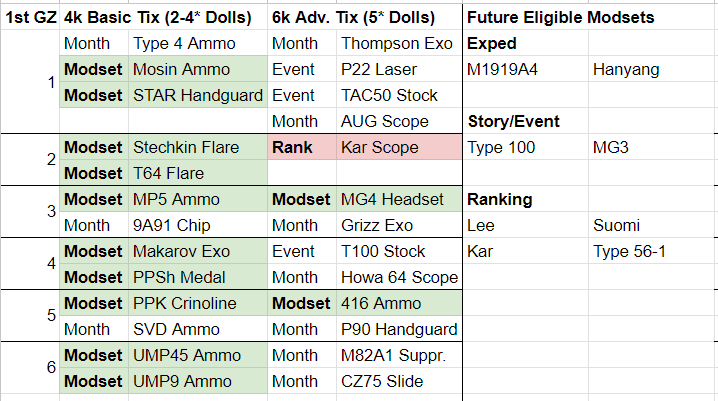 1st GZ 4k Basic Tix (2-4* Dolls) 6k Adv. Tix (5* Dolls) Future Eligible Modsets
Month Type 4 Ammo Month Thompson Exo Exped
1 Modset Mosin Ammo Event P22 Laser M1919A4 Hanyang
Modset STAR Handguard Event TAC50 Stock
Month AUG Scope Story/Event
2 Modset Stechkin Flare Rank Kar Scope Type 100 MG3
Modset T64 Flare
3 Modset MP5 Ammo Modset MG4 Headset Ranking
Month 9A91 Chip Month Grizz Exo Lee Suomi
4 Modset Makarov Exo Event T100 Stock Kar Type 56-1
Modset PPSh Medal Month Howa 64 Scope
5 Modset PPK Crinoline Modset 416 Ammo
Month SVD Ammo Month P90 Handguard
6 Modset UMP45 Ammo Month M82A1 Suppr.
Modset UMP9 Ammo Month CZ75 Slide